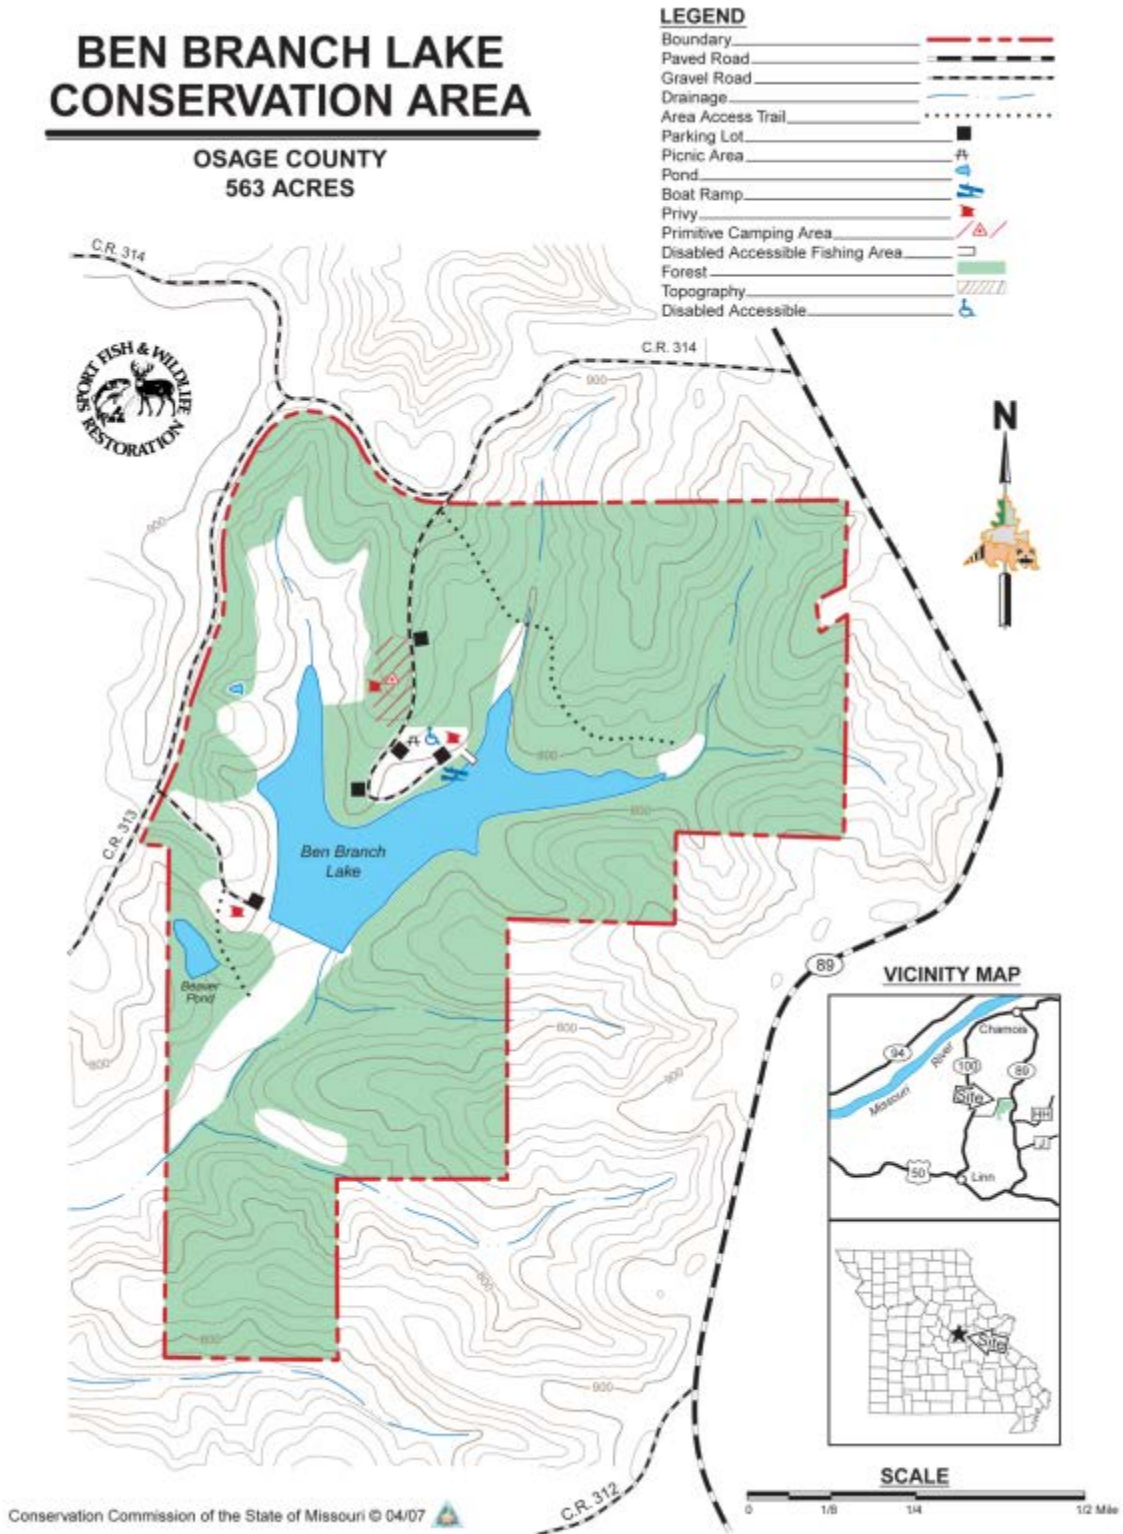 BEN BRANCH LAKE
CONSERVATION AREA
OSAGE COUNTY
563 ACRES
LEGEND
Boundary
Paved Road
Gravel Road
Drainage
Area Access Trail
Parking Lot
Picnic Area
Pond
Boat Ramp
Privy
Primitive Camping Area
Disabled Accessible Fishing Area
Forest
Topography
Disabled Accessible
C.R. 314
C.R. 314
SPORT FISH & WILDLIFE
RESTORATION
900
N
900
800
800
C.R. 313
Ben Branch
Lake
Beaver
Pond
89
800
800
900
800
800
900
C.R. 312
VICINITY MAP
Chamois
94
River
100
89
Missouri
Site
HH
J
50
Linn
Site
SCALE
0 1/8 1/4 1/2 Mile
Conservation Commission of the State of Missouri © 04/07